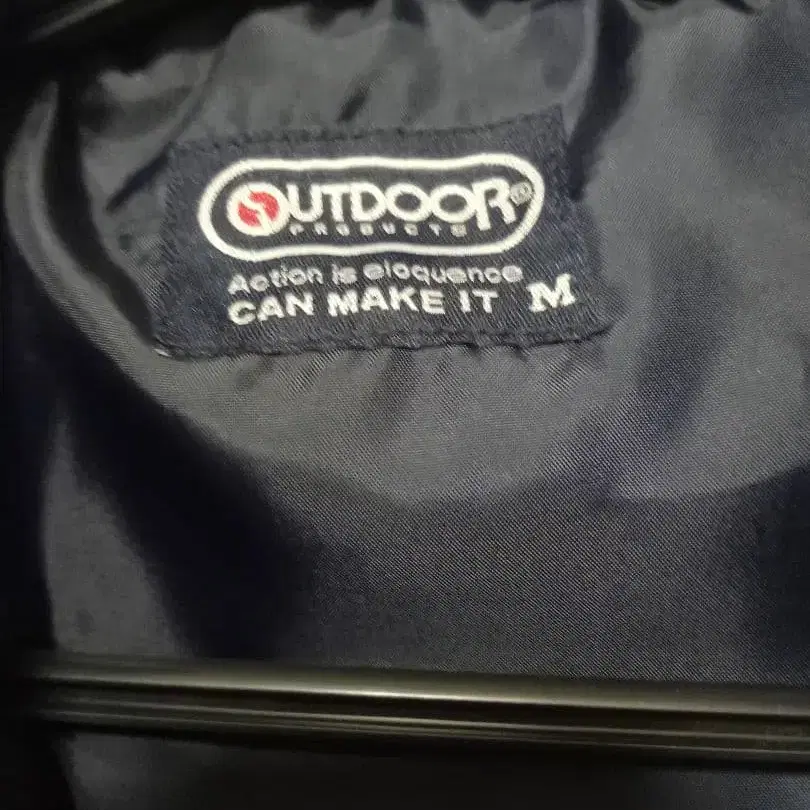 OUTDOOR®
PRODUCTS
Action is eloquence
CAN MAKE IT M